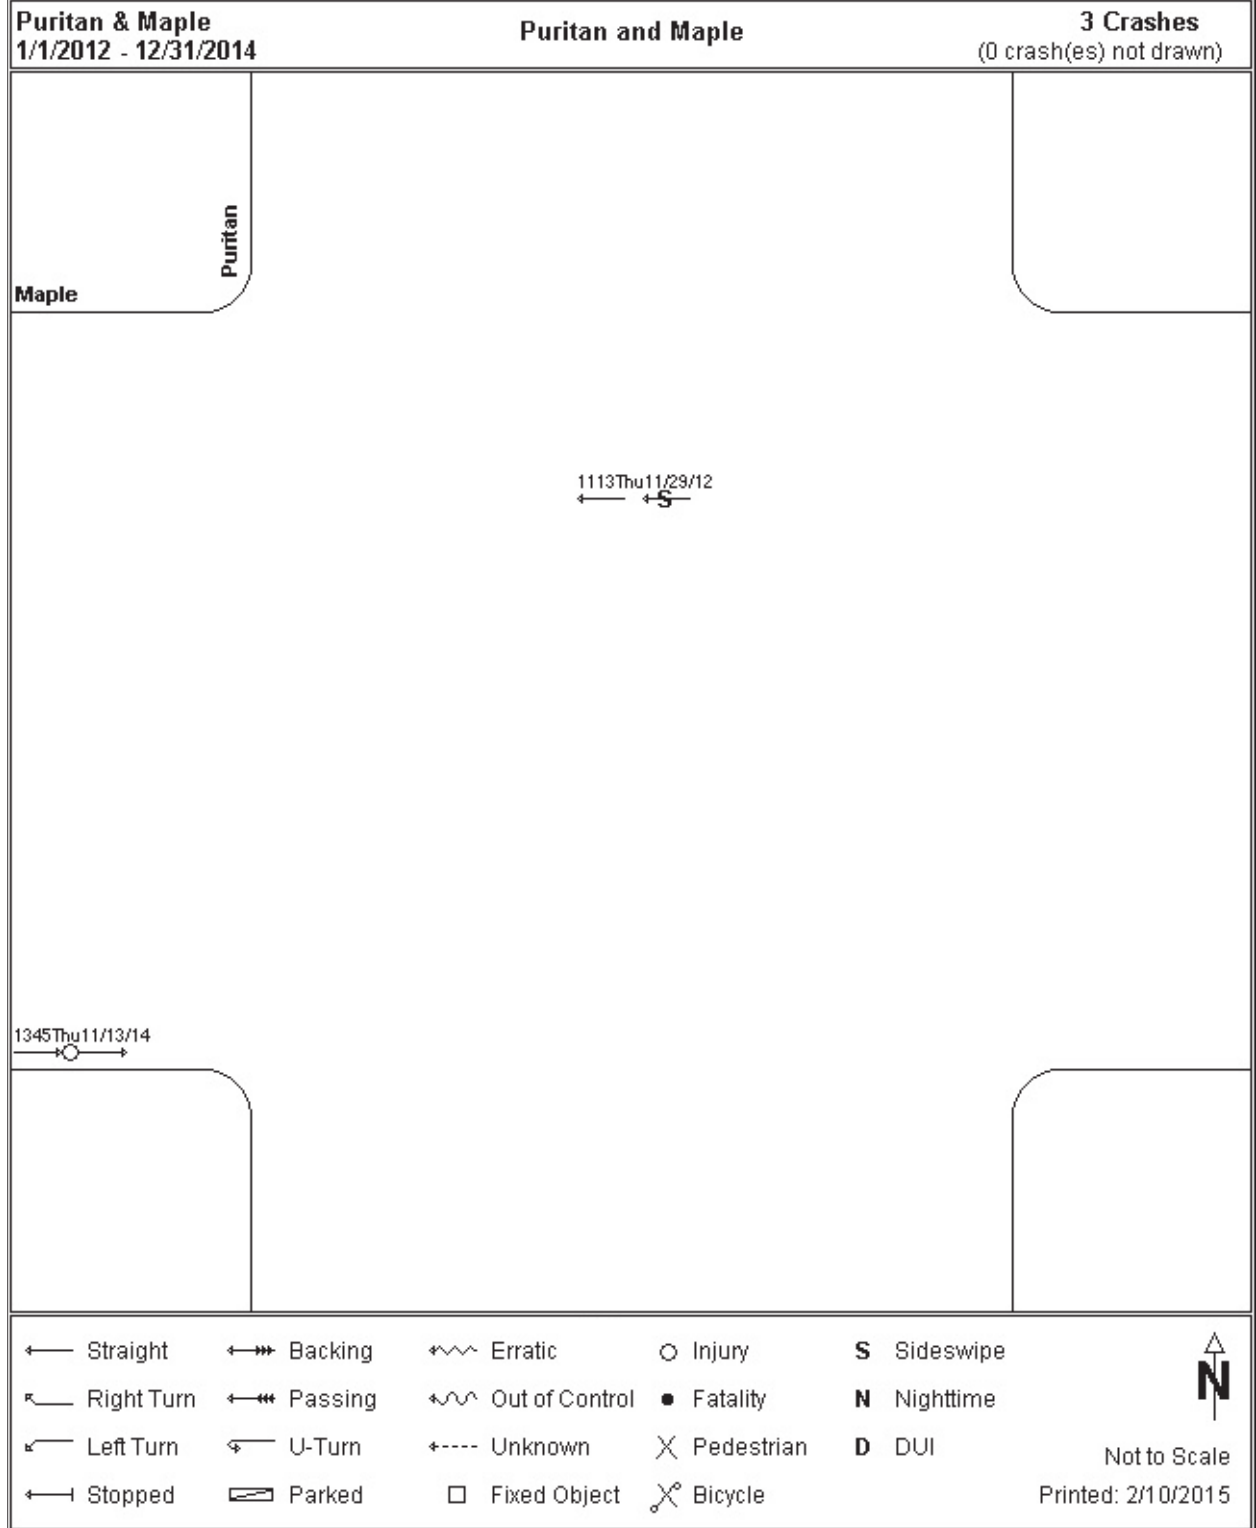 Puritan & Maple
1/1/2012 - 12/31/2014
Puritan and Maple
3 Crashes
(0 crash(es) not drawn)
Puritan
Maple
1113Thu11/29/12
S
1345Thu11/13/14
Straight
Backing
Erratic
Injury
S Sideswipe
Right Turn
Passing
Out of Control
Fatality
N Nighttime
Left Turn
U-Turn
Unknown
Pedestrian
D DUI
Stopped
Parked
Fixed Object
Bicycle
N
Not to Scale
Printed: 2/10/2015